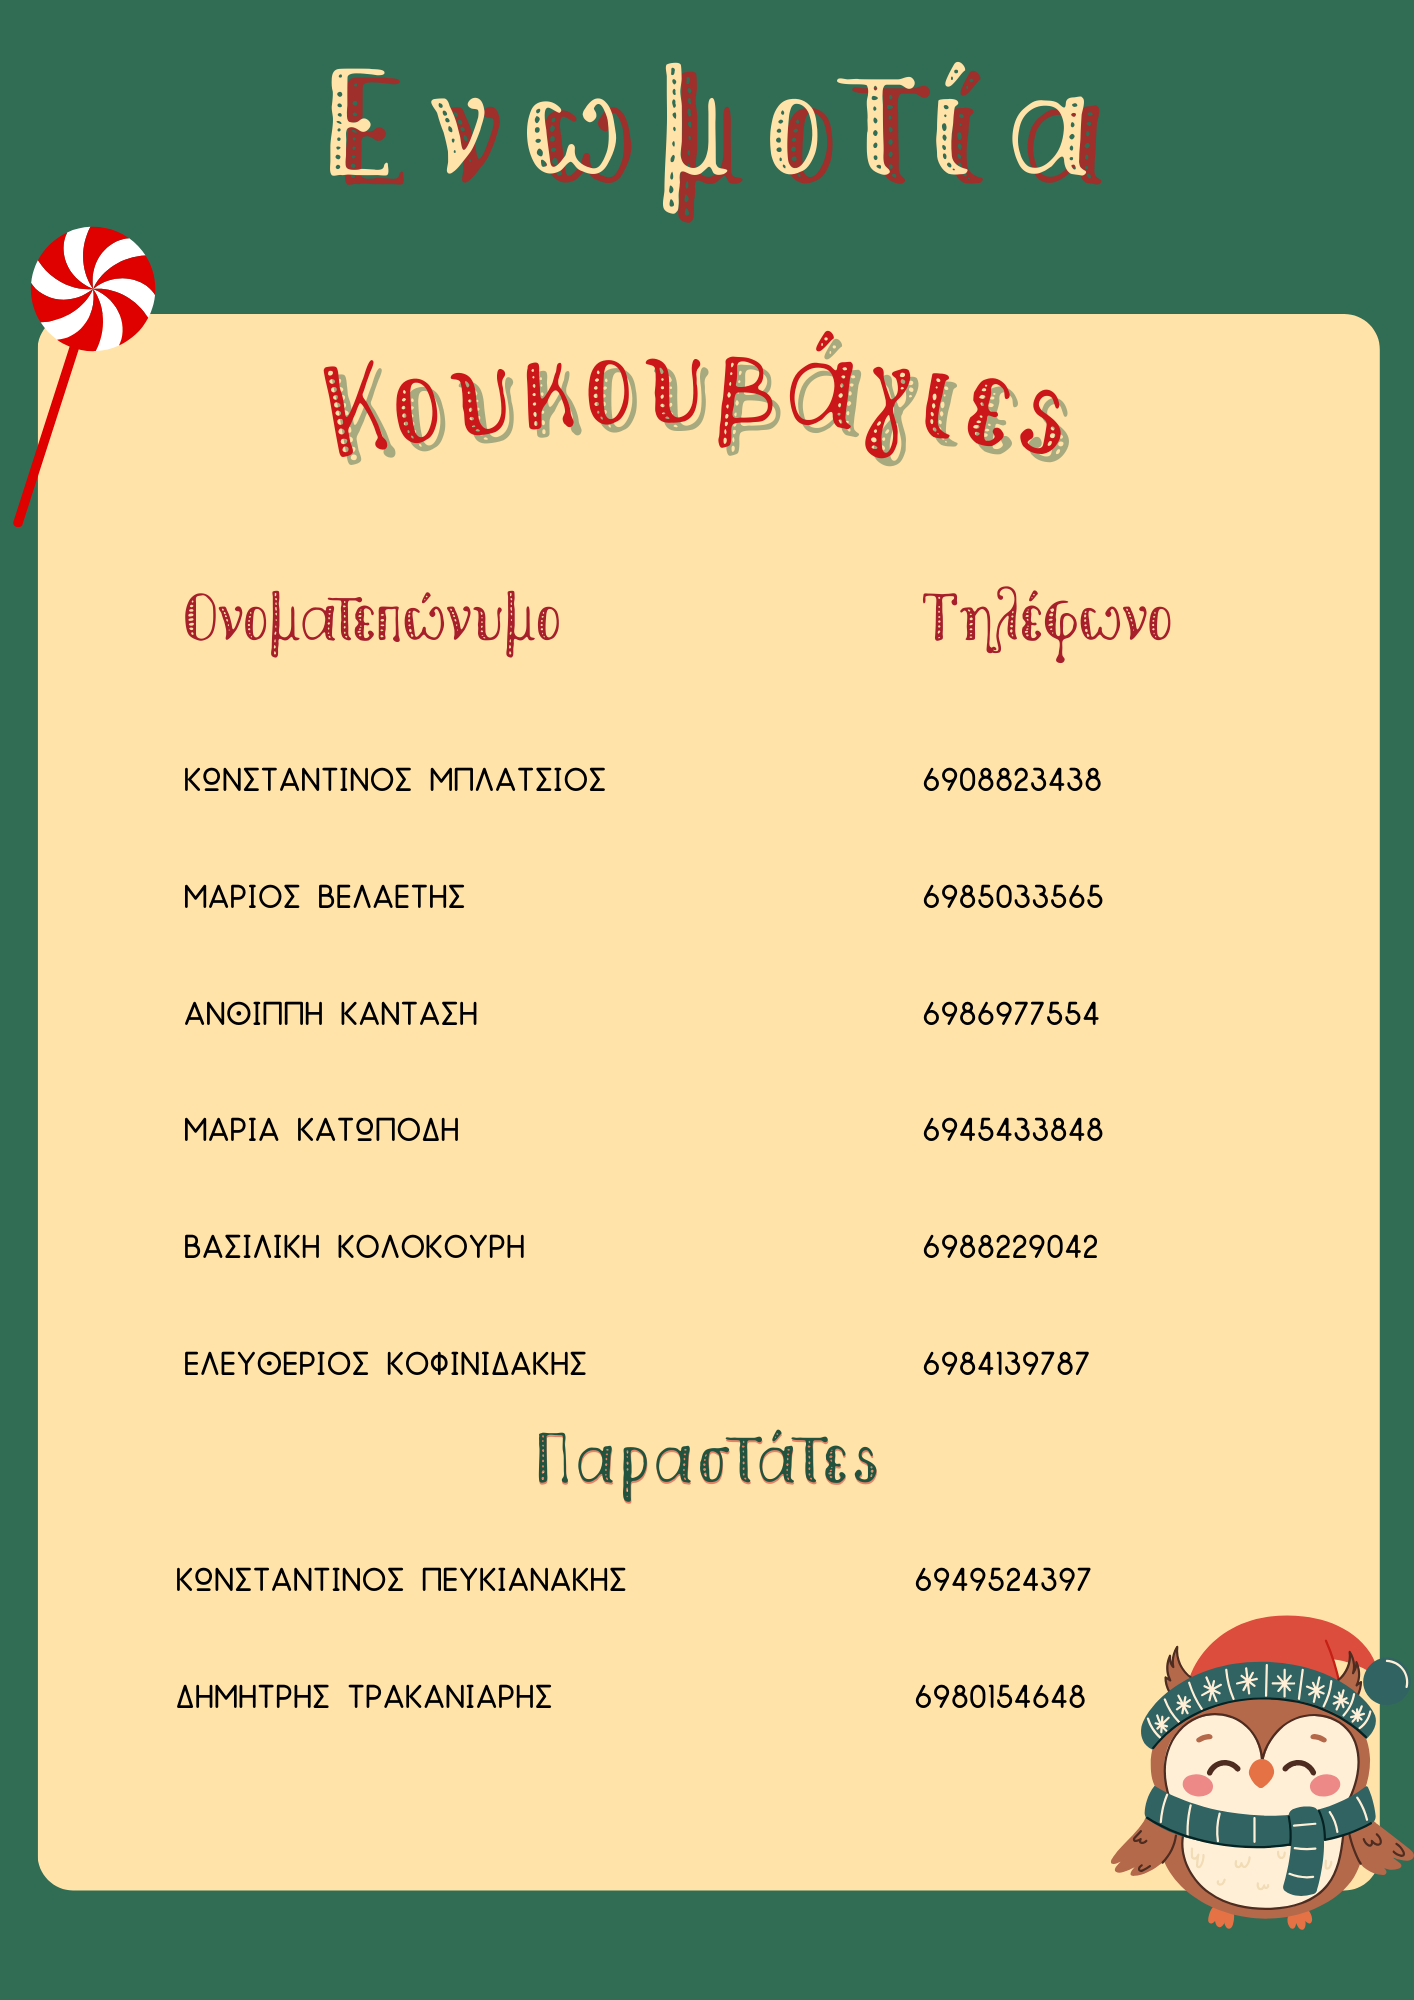 Ενωμοτία
Κουκουβάγιες
Ονοματεπώνυμο Τηλέφωνο
ΚΩΝΣΤΑΝΤΙΝΟΣ ΜΠΛΑΤΣΙΟΣ 6908823438
ΜΑΡΙΟΣ ΒΕΛΑΕΤΗΣ 6985033565
ΑΝΘΙΠΠΗ ΚΑΝΤΑΣΗ 6986977554
ΜΑΡΙΑ ΚΑΤΩΠΟΔΗ 6945433848
ΒΑΣΙΛΙΚΗ ΚΟΛΟΚΟΥΡΗ 6988229042
ΕΛΕΥΘΕΡΙΟΣ ΚΟΦΙΝΙΔΑΚΗΣ 6984139787
Παραστάτες
ΚΩΝΣΤΑΝΤΙΝΟΣ ΠΕΥΚΙΑΝΑΚΗΣ 6949524397
ΔΗΜΗΤΡΗΣ ΤΡΑΚΑΝΙΑΡΗΣ 6980154648